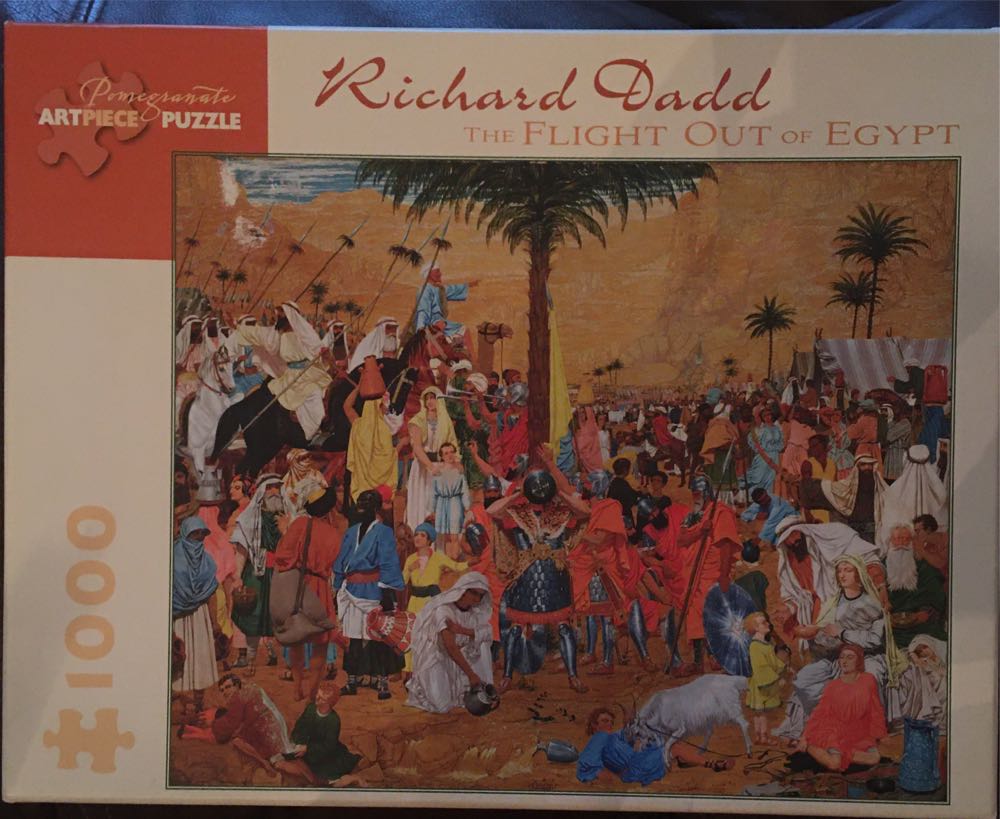 Pomegranate
ARTPIECE PUZZLE
Richard Dadd
THE FLIGHT OUT OF EGYPT
1000